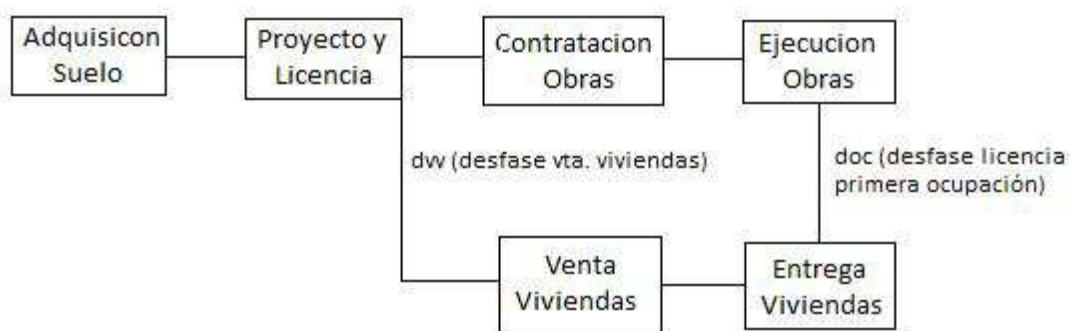 Adquisicon
Suelo
Proyecto y
Licencia
Contratacion
Obras
Ejecucion
Obras
dvv (desfase vta. viviendas)
doc (desfase licencia
primera ocupación)
Venta
Viviendas
Entrega
Viviendas